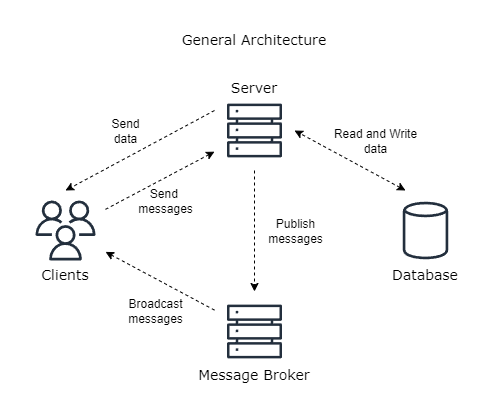 General Architecture
Server
Send
data
Read and Write
data
Send
messages
Publish
messages
Clients
Database
Broadcast
messages
Message Broker